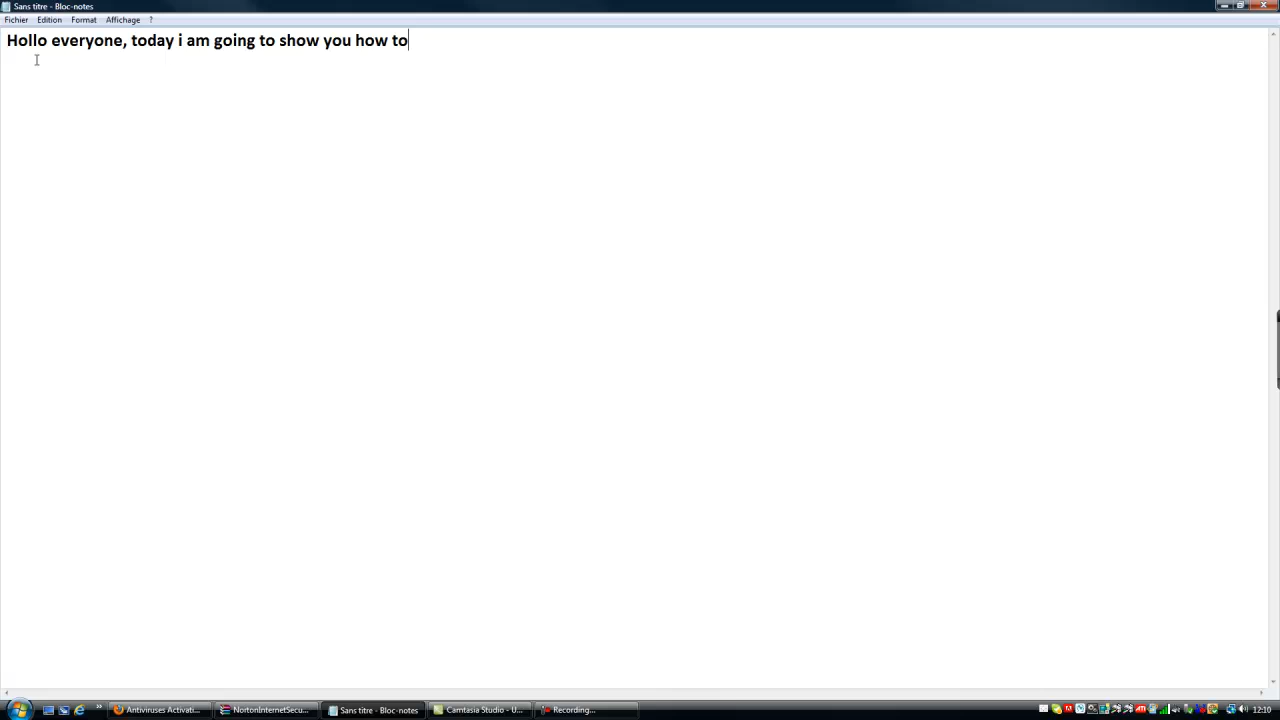 Sans titre - Bloc-notes
Fichier Edition Format Affichage ?
Hollo everyone, today i am going to show you how to
Antiviruses Activati... NortonInternetSecu... Sans titre - Bloc-notes Camtasia Studio - U... Recording... 12:10